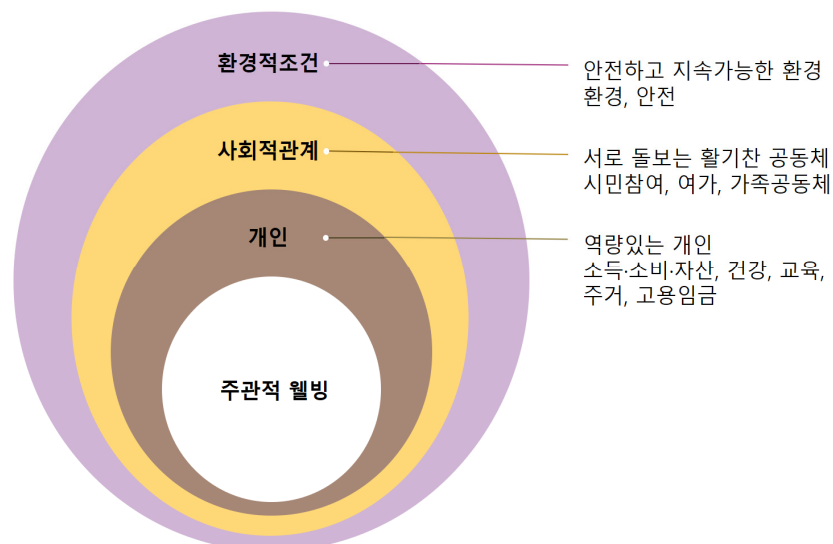 환경적조건
안전하고 지속가능한 환경
환경, 안전
사회적관계
서로 돌보는 활기찬 공동체
시민참여, 여가, 가족공동체
개인
역량있는 개인
소득·소비·자산, 건강, 교육,
주거, 고용임금
주관적 웰빙